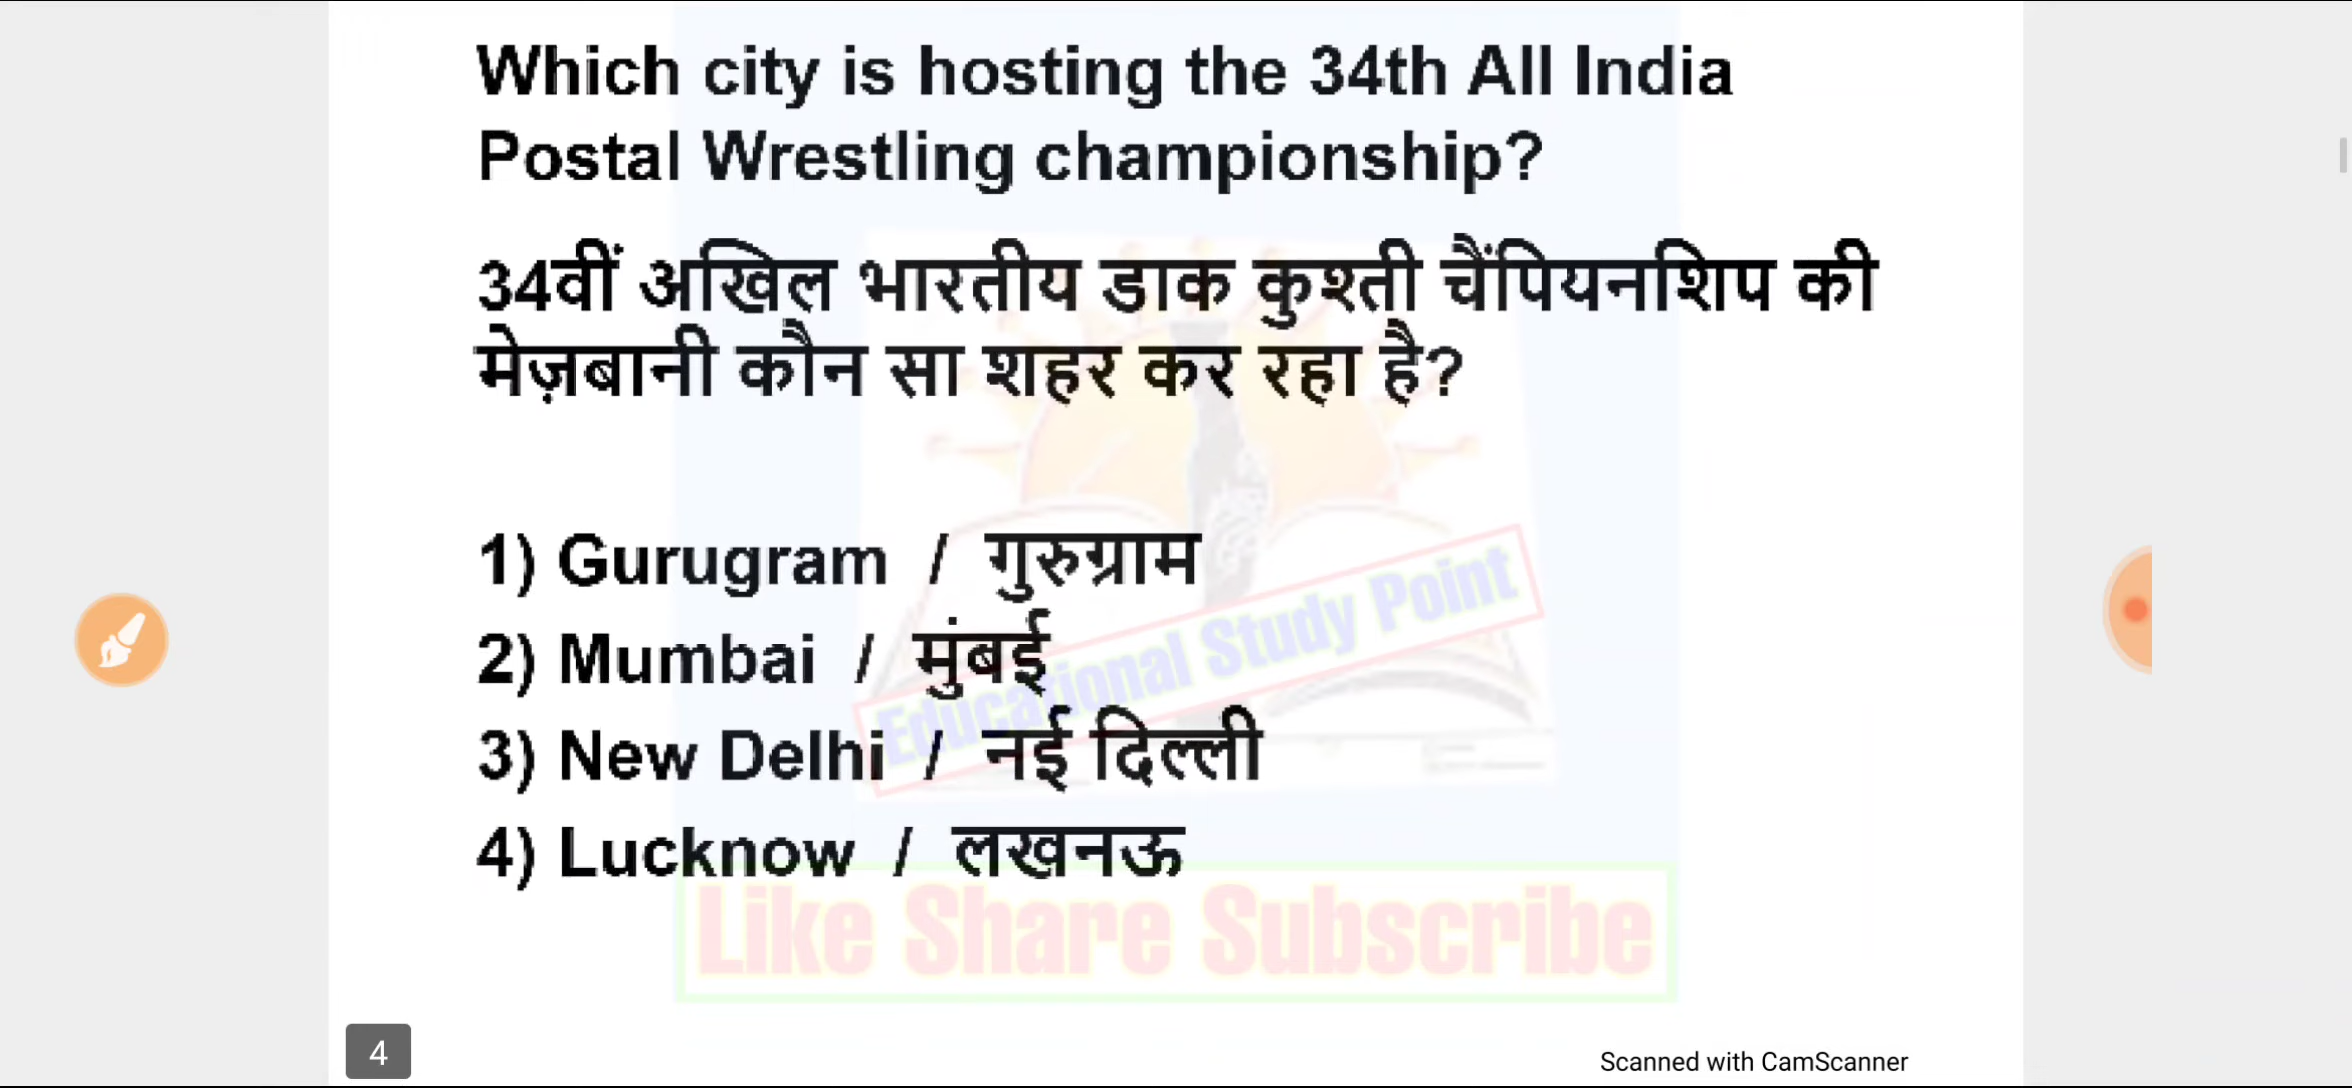 Which city is hosting the 34th All India
Postal Wrestling championship?
34वीं अखिल भारतीय डाक कुश्ती चैंपियनशिप की
मेज़बानी कौन सा शहर कर रहा है?
1) Gurugram / गुरुग्राम
2) Mumbai / मुंबई
3) New Delhi / नई दिल्ली
4) Lucknow / लखनऊ
Educational Study Point
Like Share Subscribe
4
Scanned with CamScanner